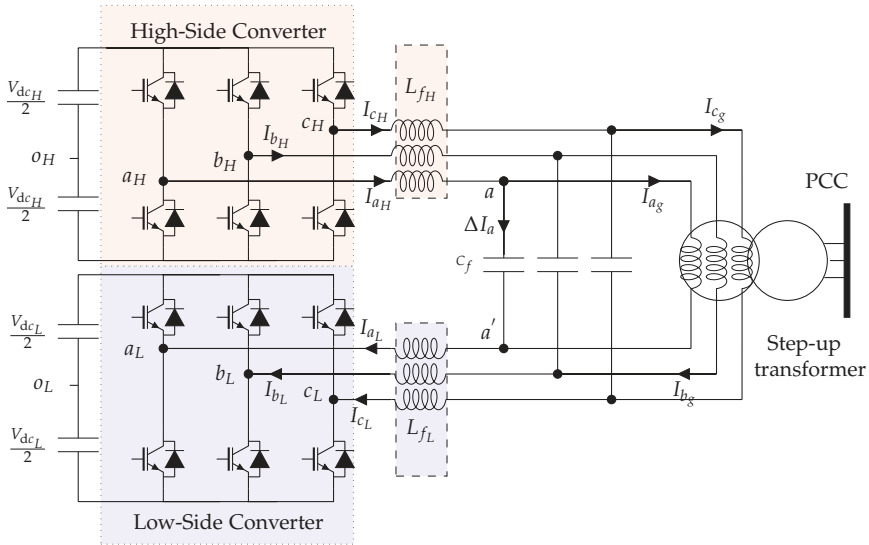 High-Side Converter
V_dc_H
2
o_H
V_dc_H
2
a_H
b_H
c_H
I_b_H
I_c_H
I_a_H
L_f_H
I_c_g
a
I_a_g
ΔI_a
c_f
PCC
a′
Step-up
transformer
I_b_g
V_dc_L
2
o_L
V_dc_L
2
a_L
b_L
c_L
I_a_L
I_b_L
I_c_L
L_f_L
Low-Side Converter